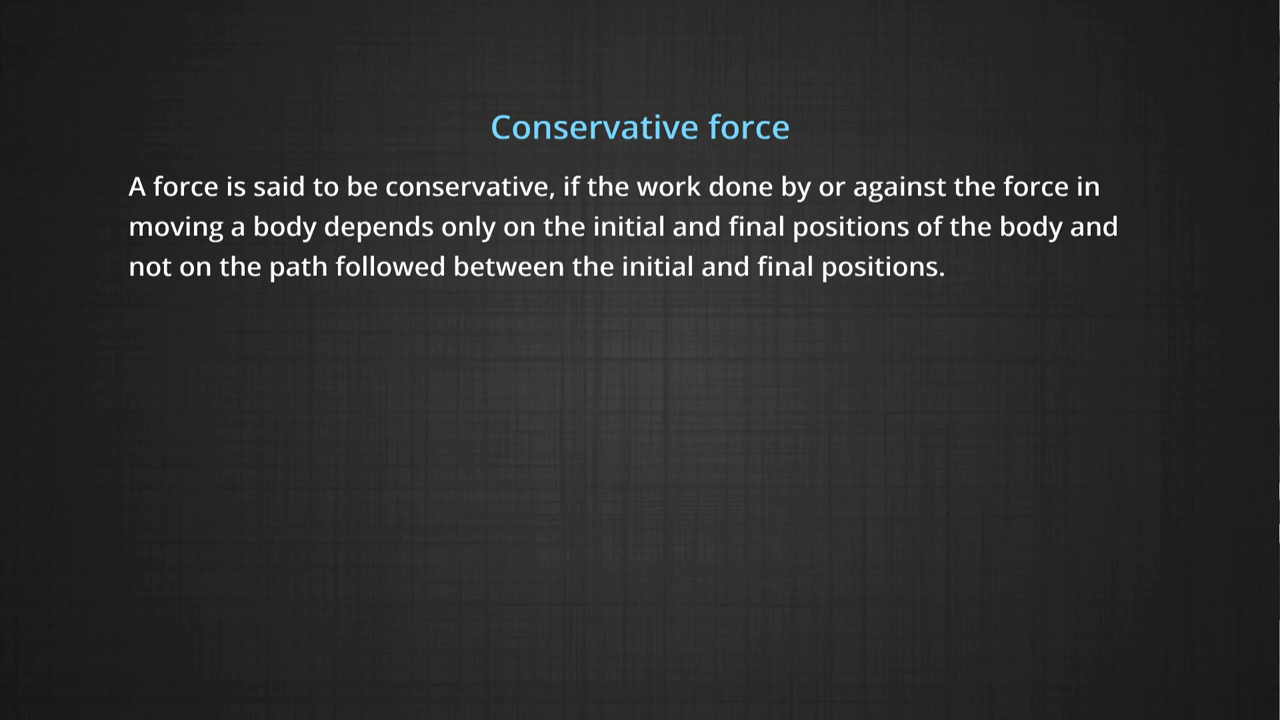 Conservative force
A force is said to be conservative, if the work done by or against the force in
moving a body depends only on the initial and final positions of the body and
not on the path followed between the initial and final positions.